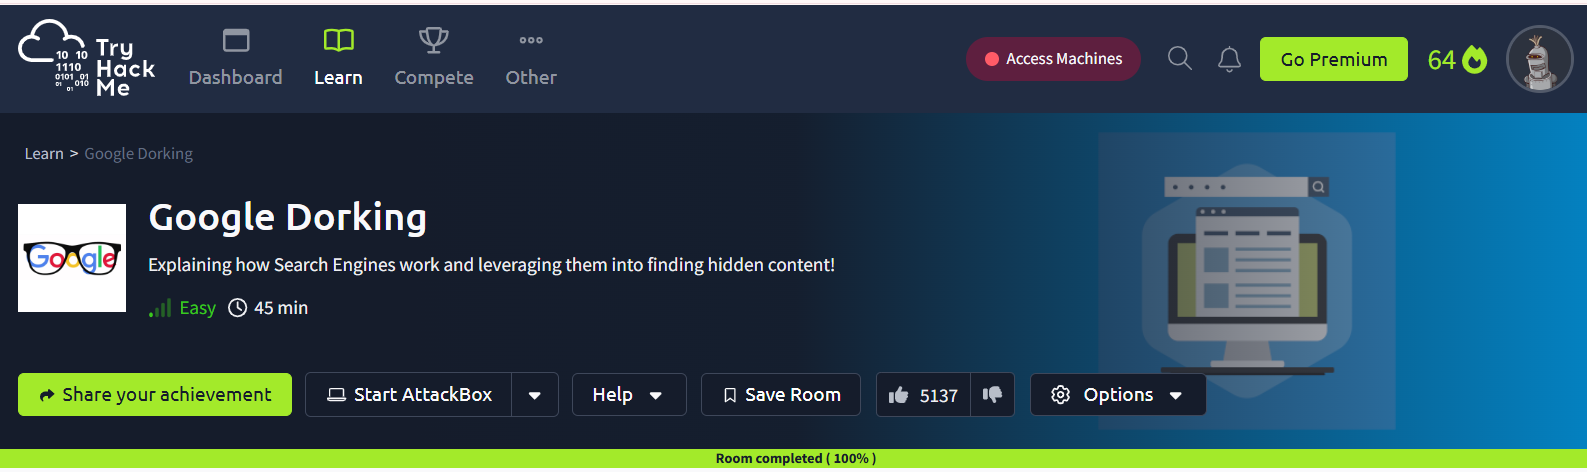 10 10
1110
0101 01
01 010
01
Try
Hack
Me
Dashboard
Learn
Compete
Other
Access Machines
Go Premium
64
Learn > Google Dorking
Google
Google Dorking
Explaining how Search Engines work and leveraging them into finding hidden content!
Easy 45 min
Share your achievement
Start AttackBox
Help
Save Room
5137
Options
Room completed ( 100% )